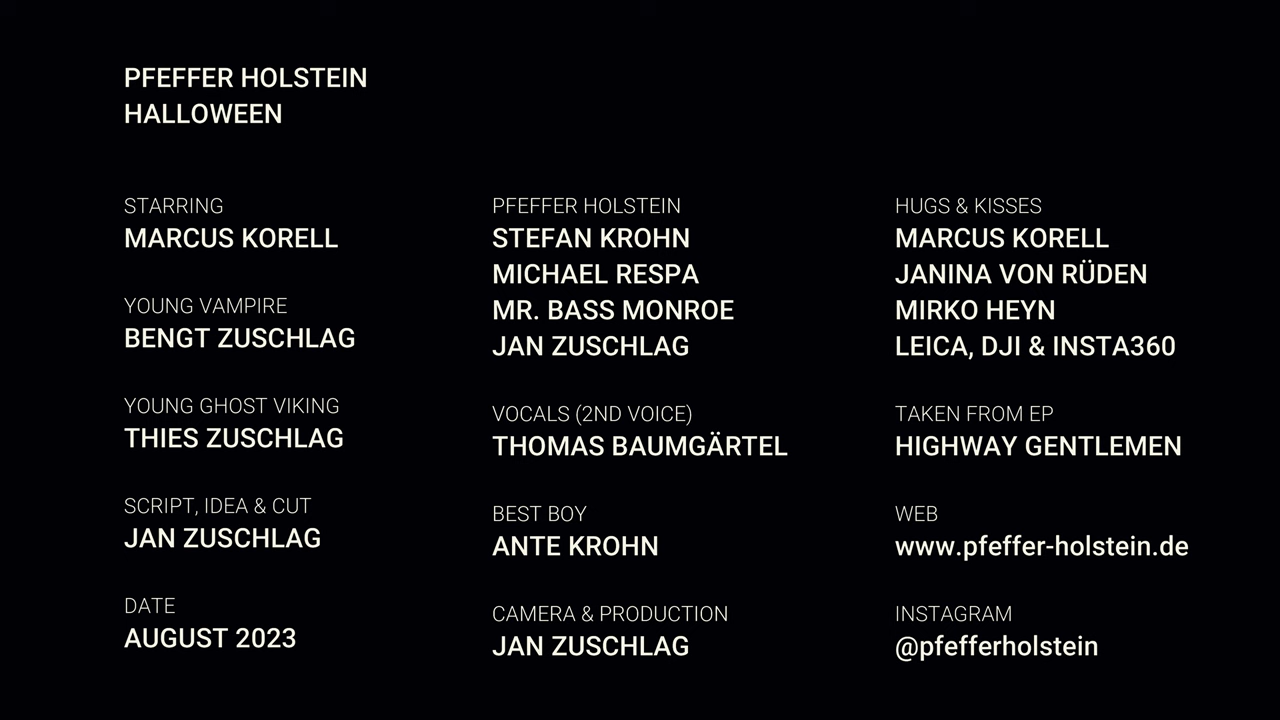 PFEFFER HOLSTEIN
HALLOWEEN
STARRING
MARCUS KORELL
YOUNG VAMPIRE
BENGT ZUSCHLAG
YOUNG GHOST VIKING
THIES ZUSCHLAG
SCRIPT, IDEA & CUT
JAN ZUSCHLAG
DATE
AUGUST 2023
PFEFFER HOLSTEIN
STEFAN KROHN
MICHAEL RESPA
MR. BASS MONROE
JAN ZUSCHLAG
VOCALS (2ND VOICE)
THOMAS BAUMGÄRTEL
BEST BOY
ANTE KROHN
CAMERA & PRODUCTION
JAN ZUSCHLAG
HUGS & KISSES
MARCUS KORELL
JANINA VON RÜDEN
MIRKO HEYN
LEICA, DJI & INSTA360
TAKEN FROM EP
HIGHWAY GENTLEMEN
WEB
www.pfeffer-holstein.de
INSTAGRAM
@pfefferholstein